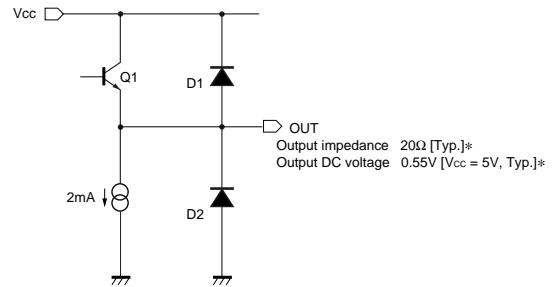 Vcc
Q1
D1
OUT
Output impedance 20Ω [Typ.]*
Output DC voltage 0.55V [Vcc = 5V, Typ.]*
2mA
D2